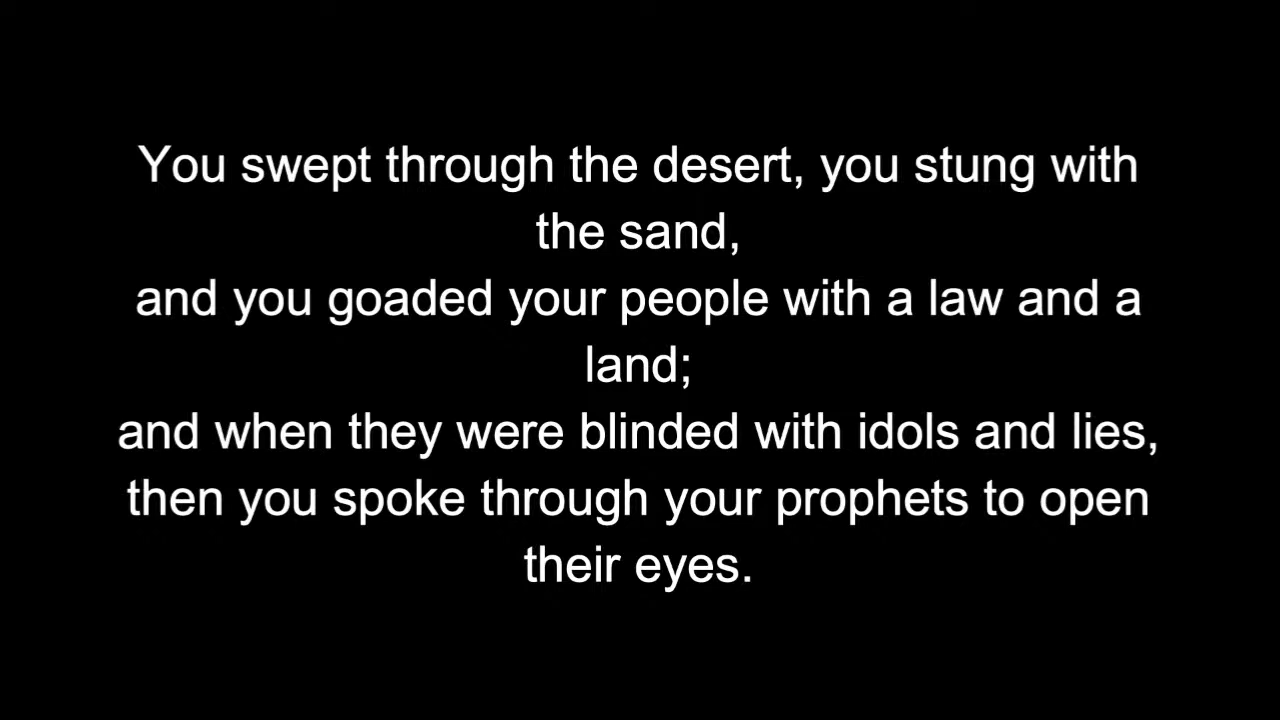 You swept through the desert, you stung with
the sand,
and you goaded your people with a law and a
land;
and when they were blinded with idols and lies,
then you spoke through your prophets to open
their eyes.